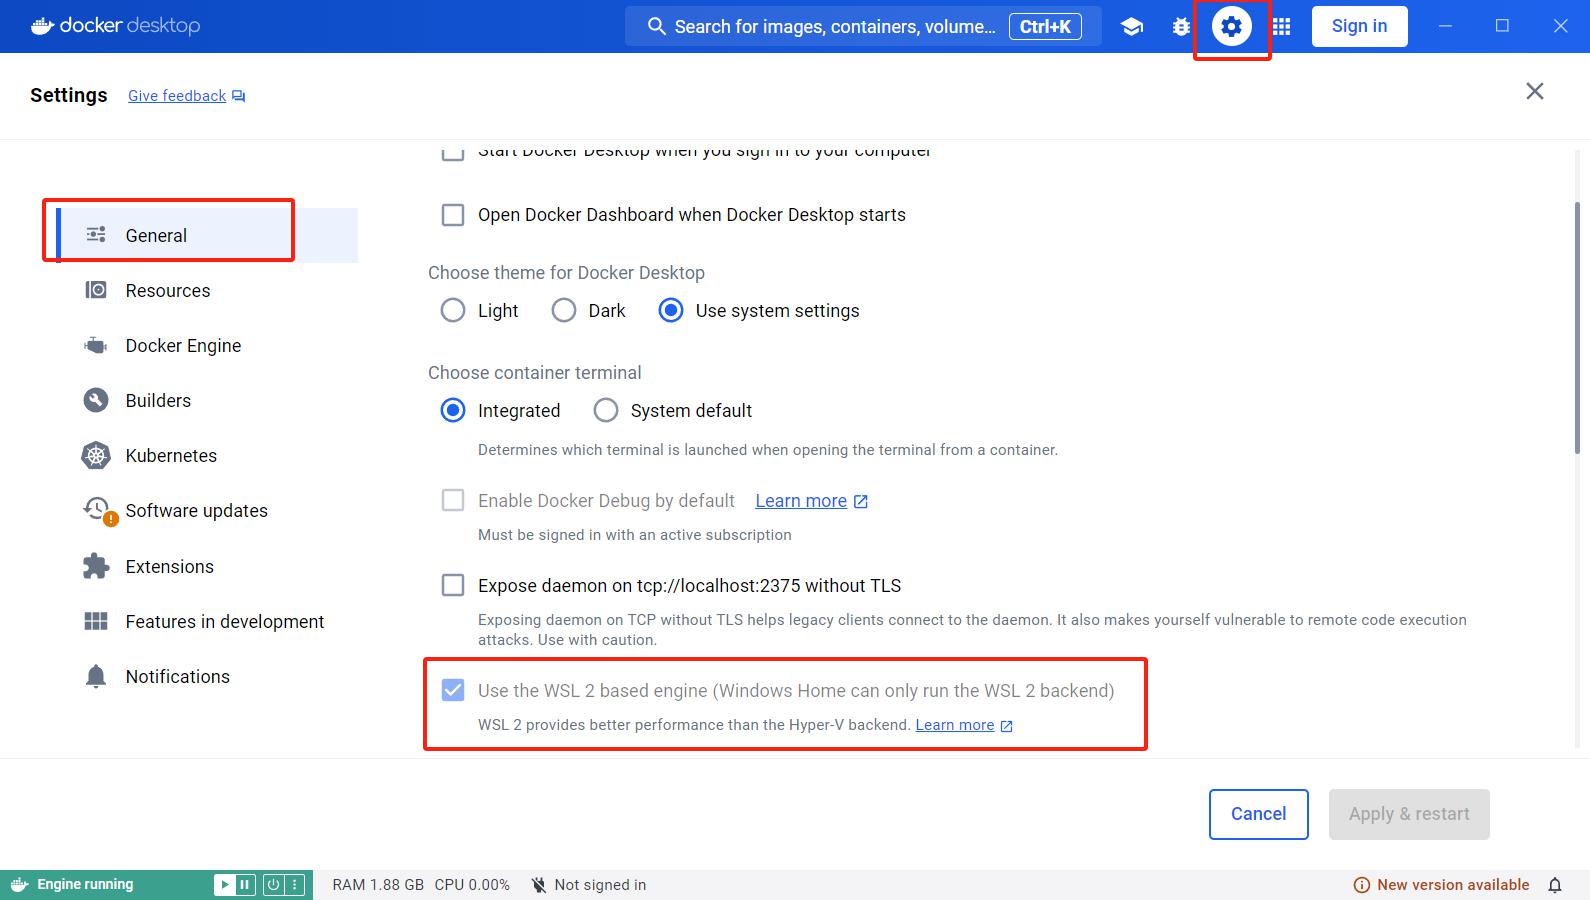 docker desktop
Search for images, containers, volume... Ctrl+K
Sign in
Settings Give feedback
Start Docker Desktop when you sign in to your computer
Open Docker Dashboard when Docker Desktop starts
General
Resources
Docker Engine
Builders
Kubernetes
Software updates
Extensions
Features in development
Notifications
Choose theme for Docker Desktop
Light Dark Use system settings
Choose container terminal
Integrated System default
Determines which terminal is launched when opening the terminal from a container.
Enable Docker Debug by default Learn more
Must be signed in with an active subscription
Expose daemon on tcp://localhost:2375 without TLS
Exposing daemon on TCP without TLS helps legacy clients connect to the daemon. It also makes yourself vulnerable to remote code execution
attacks. Use with caution.
Use the WSL 2 based engine (Windows Home can only run the WSL 2 backend)
WSL 2 provides better performance than the Hyper-V backend. Learn more
Cancel Apply & restart
Engine running RAM 1.88 GB CPU 0.00% Not signed in New version available